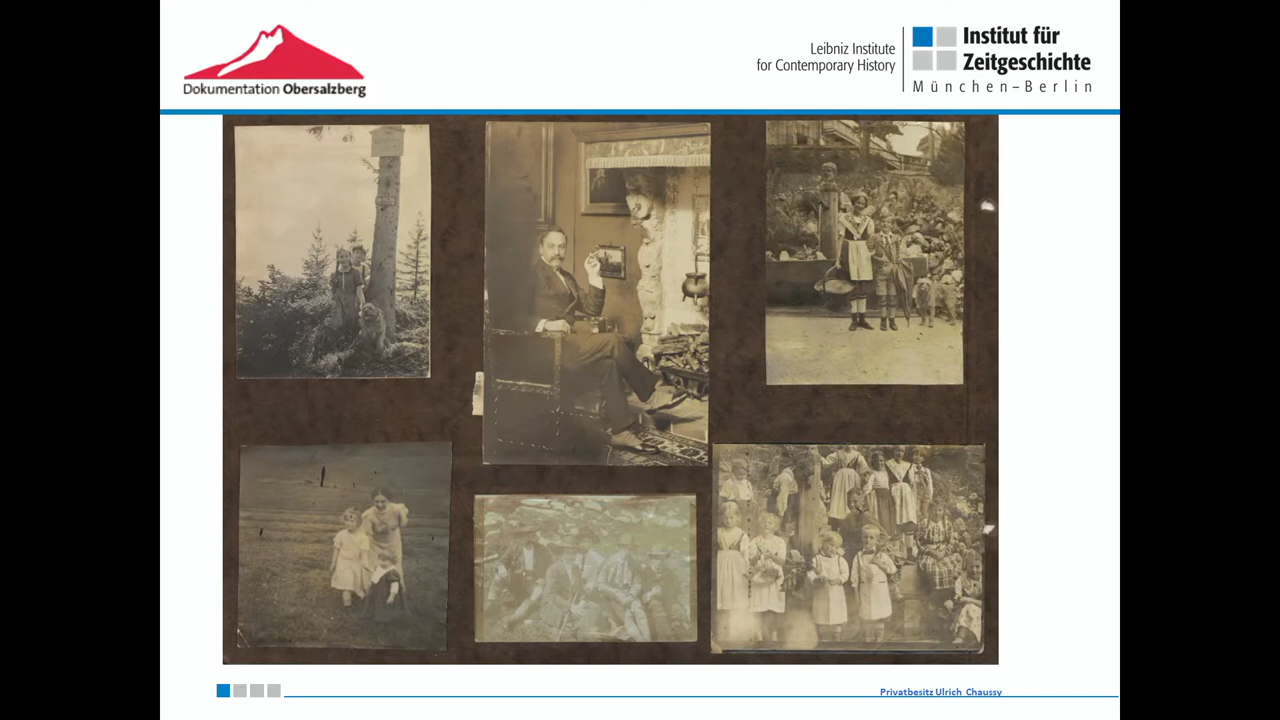 Dokumentation Obersalzberg
Leibniz Institute
for Contemporary History
Institut für
Zeitgeschichte
München–Berlin
Privatbesitz Ulrich Chaussy